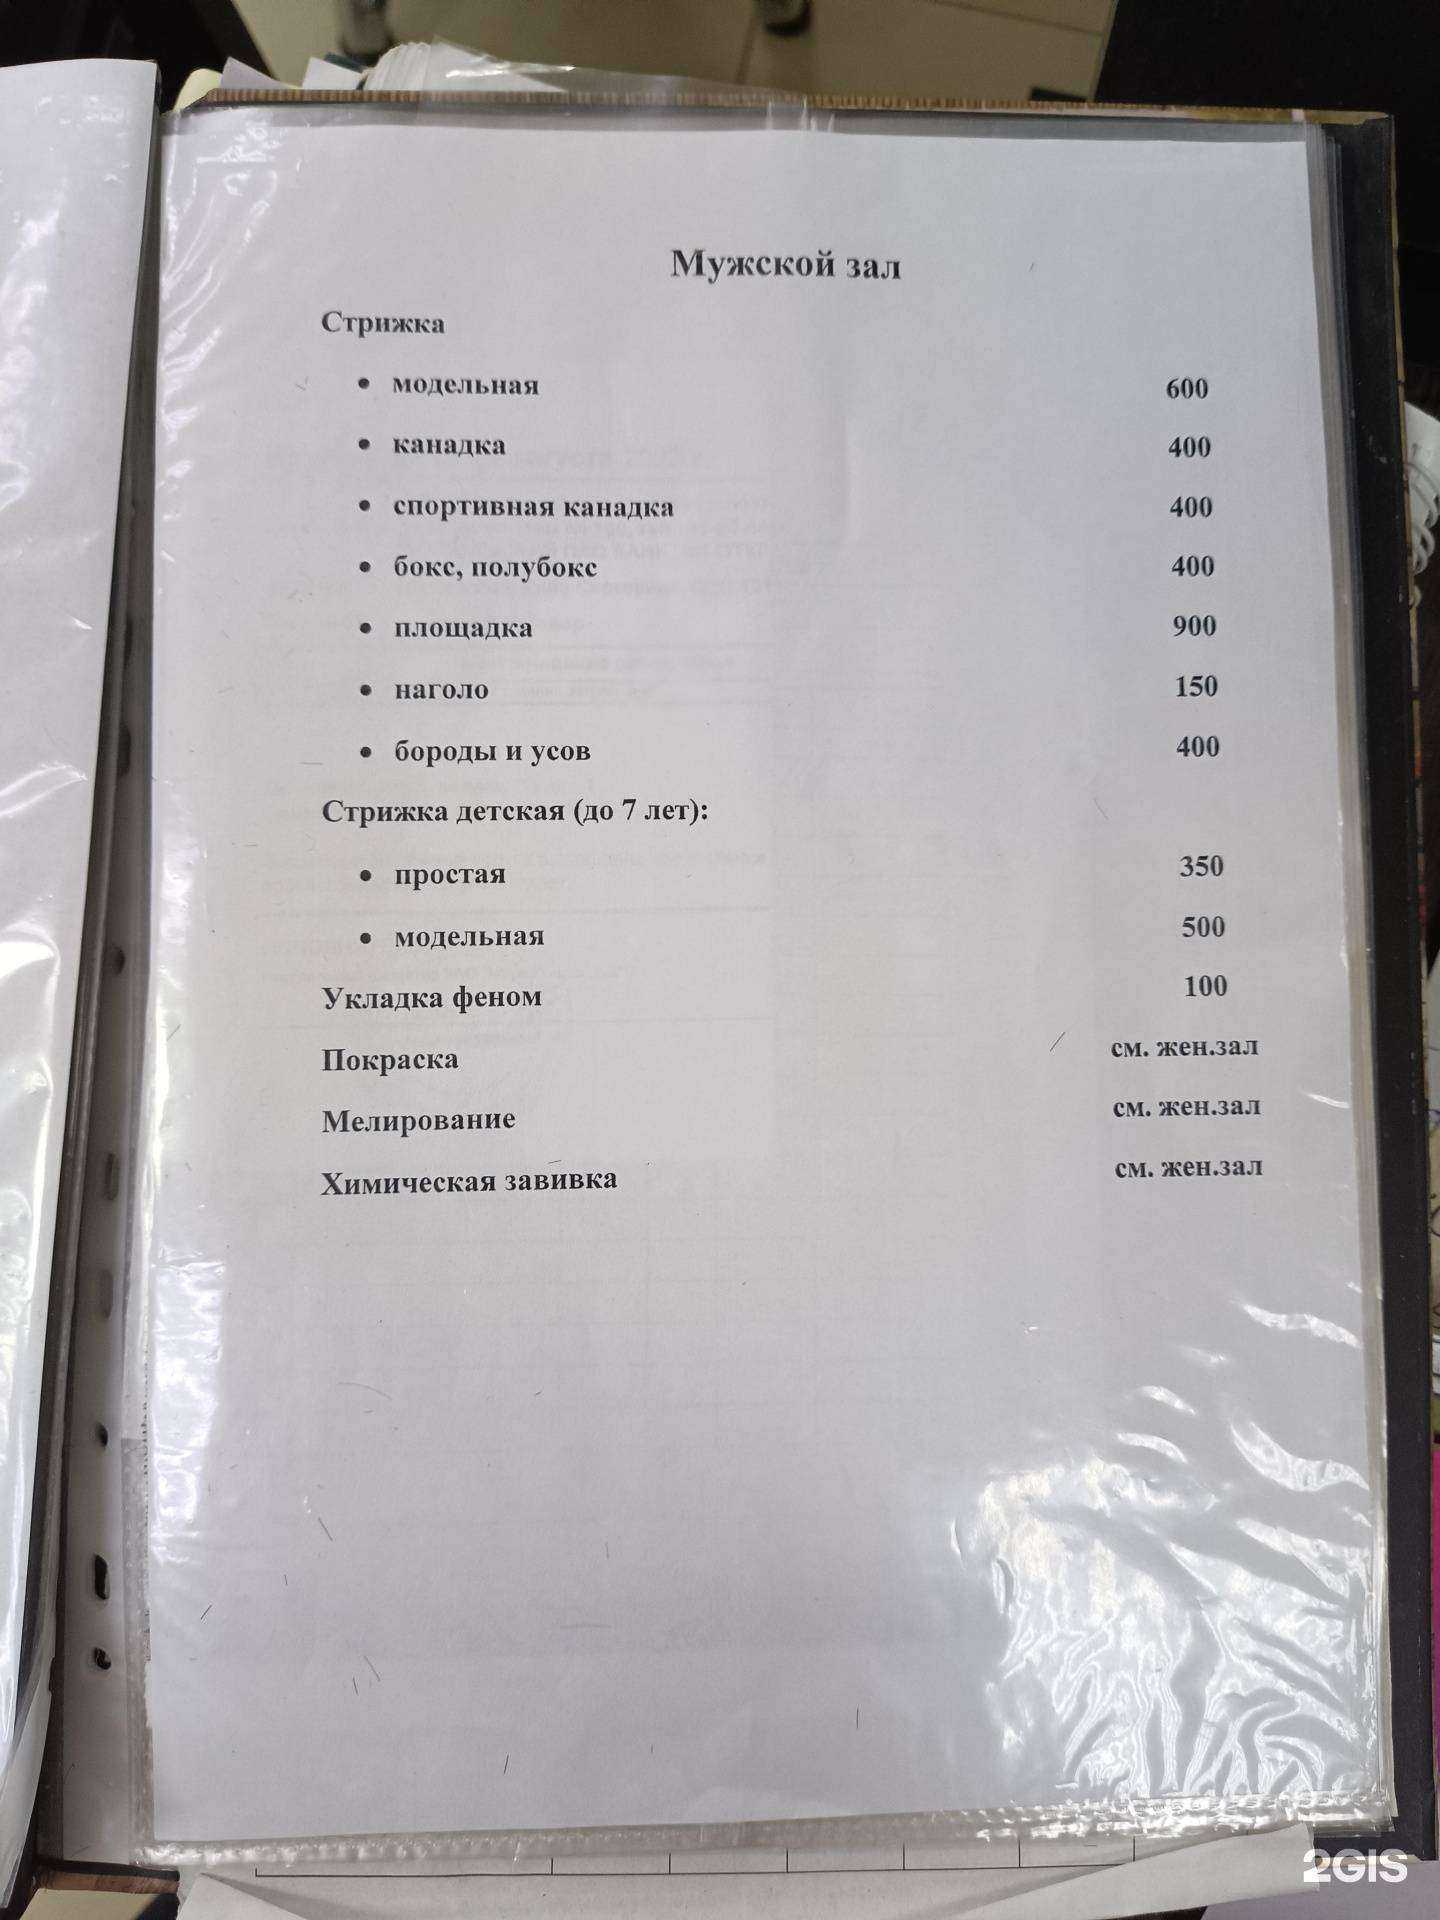 Мужской зал
Стрижка
• модельная 600
• канадка 400
• спортивная канадка 400
• бокс, полубокс 400
• площадка 900
• наголо 150
• бороды и усов 400
Стрижка детская (до 7 лет):
• простая 350
• модельная 500
Укладка феном 100
Покраска см. жен.зал
Мелирование см. жен.зал
Химическая завивка см. жен.зал
2GIS